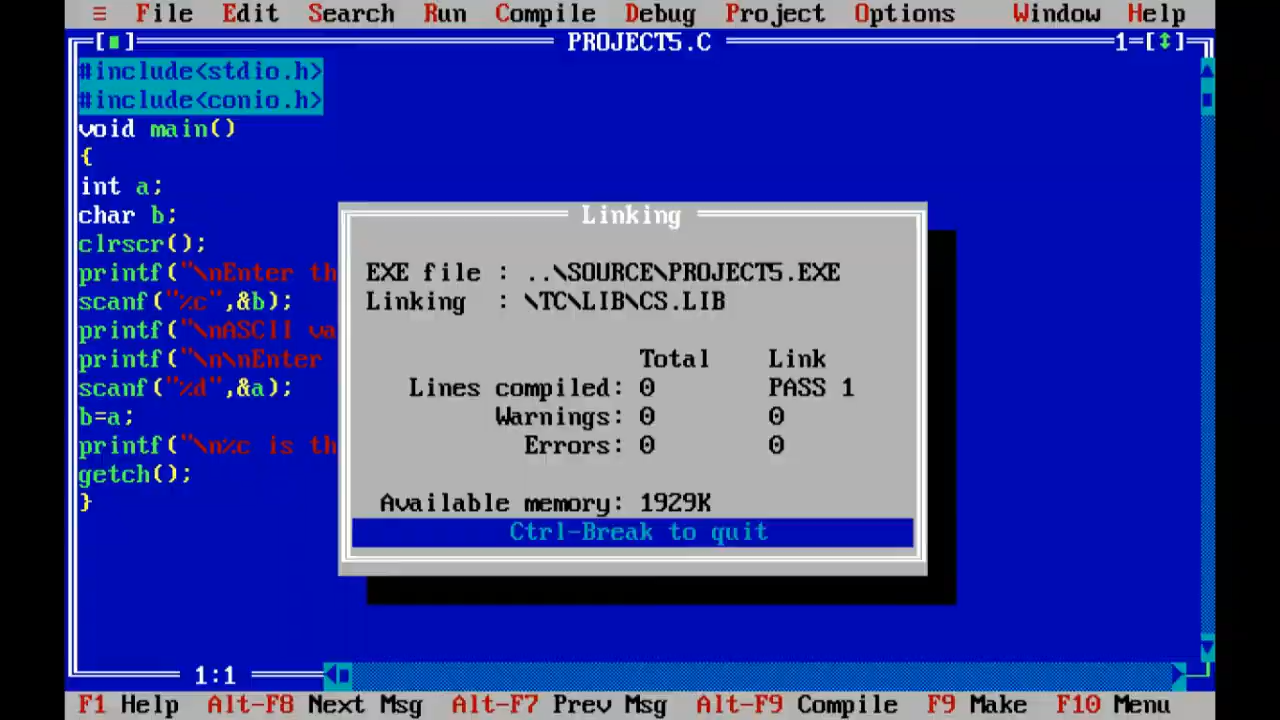 ≡ File Edit Search Run Compile Debug Project Options Window Help
[■] PROJECT5.C 1=[↕]
#include<stdio.h>
#include<conio.h>
void main()
{
int a;
char b;
clrscr();
printf("\nEnter th
scanf("%c",&b);
printf("\nASCII va
printf("\n\nEnter
scanf("%d",&a);
b=a;
printf("\n%c is th
getch();
}
Linking
EXE file : ..\SOURCE\PROJECT5.EXE
Linking : \TC\LIB\CS.LIB
Total Link
Lines compiled: 0 PASS 1
Warnings: 0 0
Errors: 0 0
Available memory: 1929K
Ctrl-Break to quit
1:1
F1 Help Alt-F8 Next Msg Alt-F7 Prev Msg Alt-F9 Compile F9 Make F10 Menu